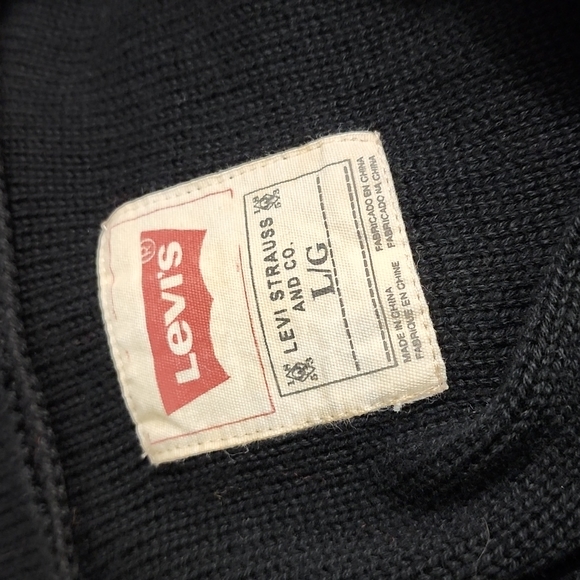 Levi's®
LEVI STRAUSS
AND CO.
L/G
MADE IN CHINA
FABRIQUE EN CHINE
FABRICADO EN CHINA
FABRICADO NA CHINA